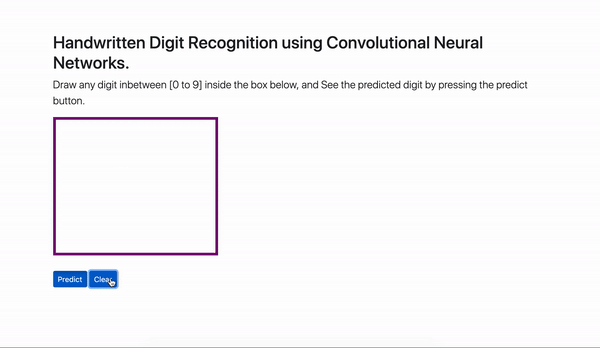 Handwritten Digit Recognition using Convolutional Neural
Networks.
Draw any digit inbetween [0 to 9] inside the box below, and See the predicted digit by pressing the predict
button.
Predict Clear